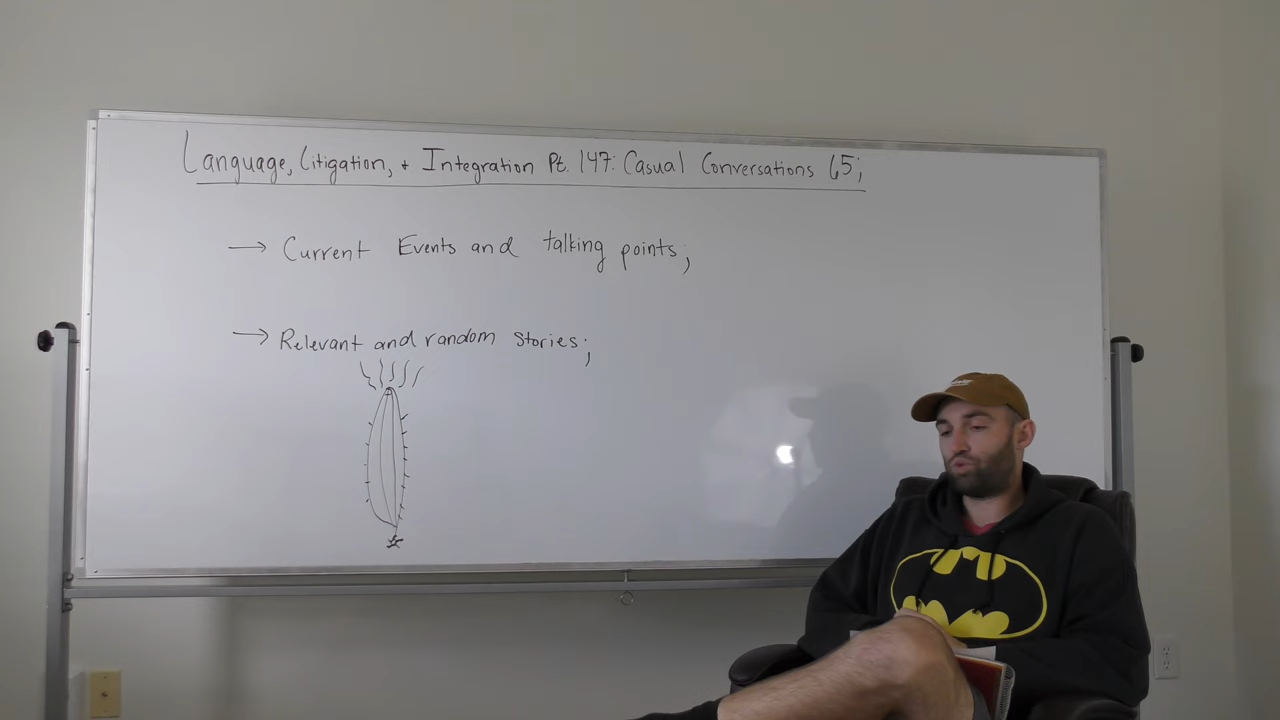 Language, Litigation, + Integration Pt. 147: Casual Conversations 65;
→ Current Events and talking points;
→ Relevant and random stories;